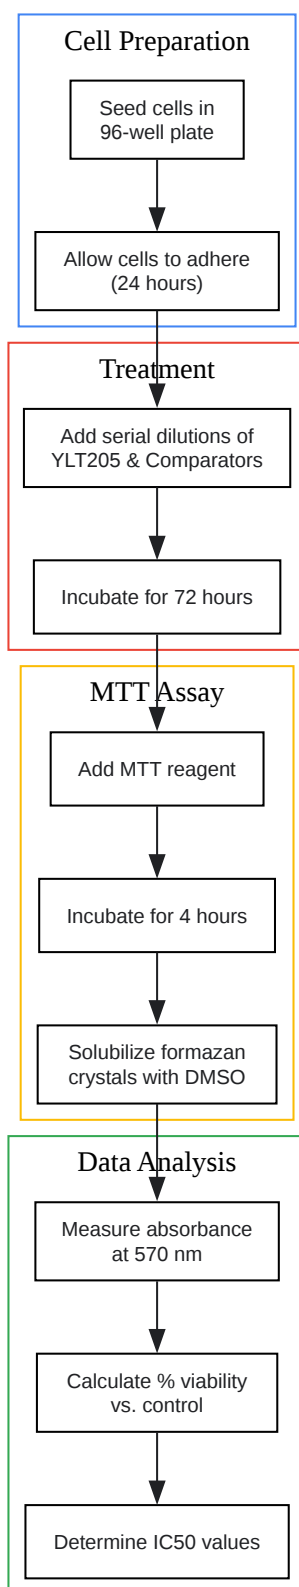 Cell Preparation
Seed cells in
96-well plate
Allow cells to adhere
(24 hours)
Treatment
Add serial dilutions of
YLT205 & Comparators
Incubate for 72 hours
MTT Assay
Add MTT reagent
Incubate for 4 hours
Solubilize formazan
crystals with DMSO
Data Analysis
Measure absorbance
at 570 nm
Calculate % viability
vs. control
Determine IC50 values